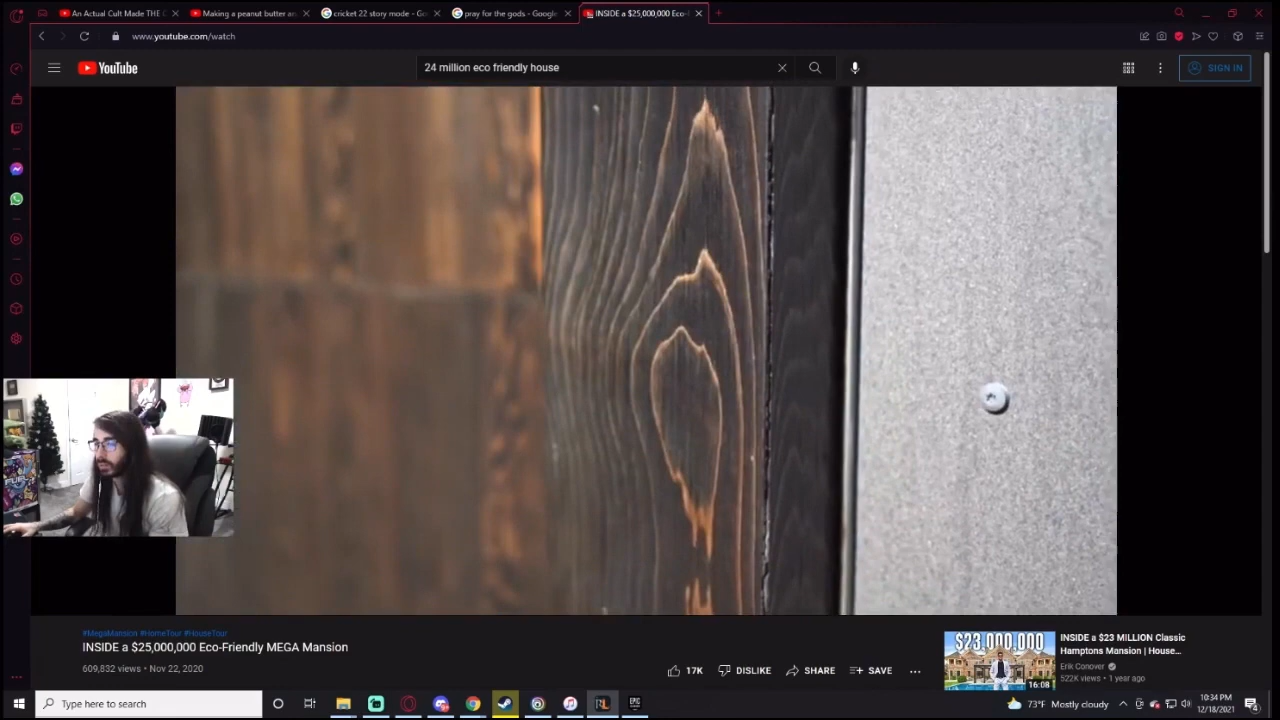 An Actual Cult Made THE C
Making a peanut butter an
cricket 22 story mode - Go
pray for the gods - Google
INSIDE a $25,000,000 Eco-F
www.youtube.com/watch
YouTube
24 million eco friendly house
SIGN IN
#MegaMansion #HomeTour #HouseTour
INSIDE a $25,000,000 Eco-Friendly MEGA Mansion
609,832 views • Nov 22, 2020
17K
DISLIKE
SHARE
SAVE
$23,000,000
16:08
INSIDE a $23 MILLION Classic
Hamptons Mansion | House...
Erik Conover
522K views • 1 year ago
Type here to search
EPIC
73°F Mostly cloudy
10:34 PM
12/18/2021